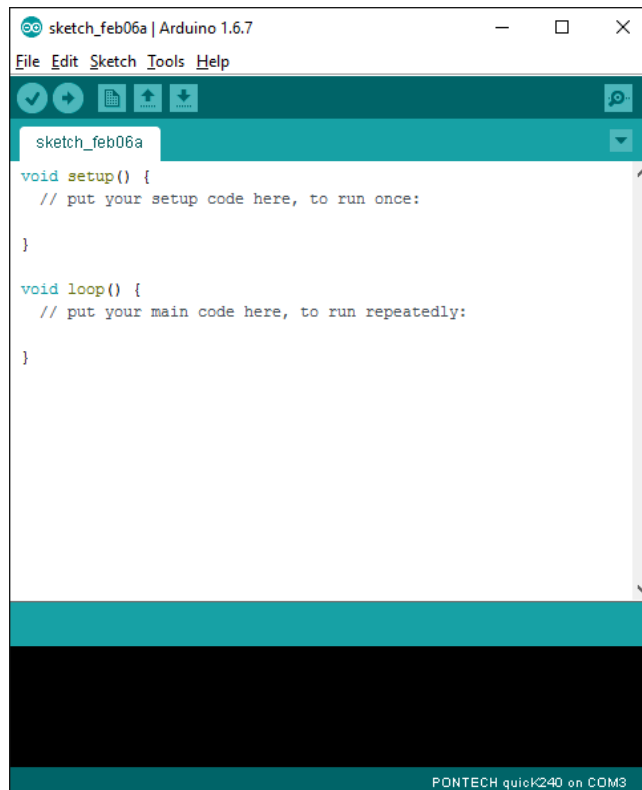 sketch_feb06a | Arduino 1.6.7
File Edit Sketch Tools Help
sketch_feb06a
void setup() {
  // put your setup code here, to run once:
}
void loop() {
  // put your main code here, to run repeatedly:
}
PONTECH quicK240 on COM3